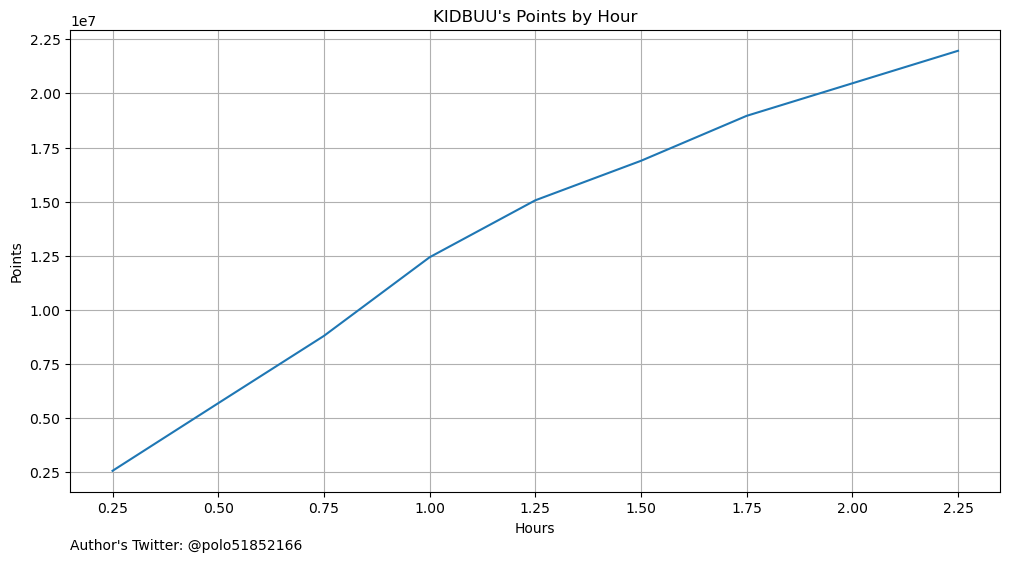 KIDBUU's Points by Hour
1e7
2.25
2.00
1.75
1.50
1.25
1.00
0.75
0.50
0.25
Points
0.25 0.50 0.75 1.00 1.25 1.50 1.75 2.00 2.25
Hours
Author's Twitter: @polo51852166